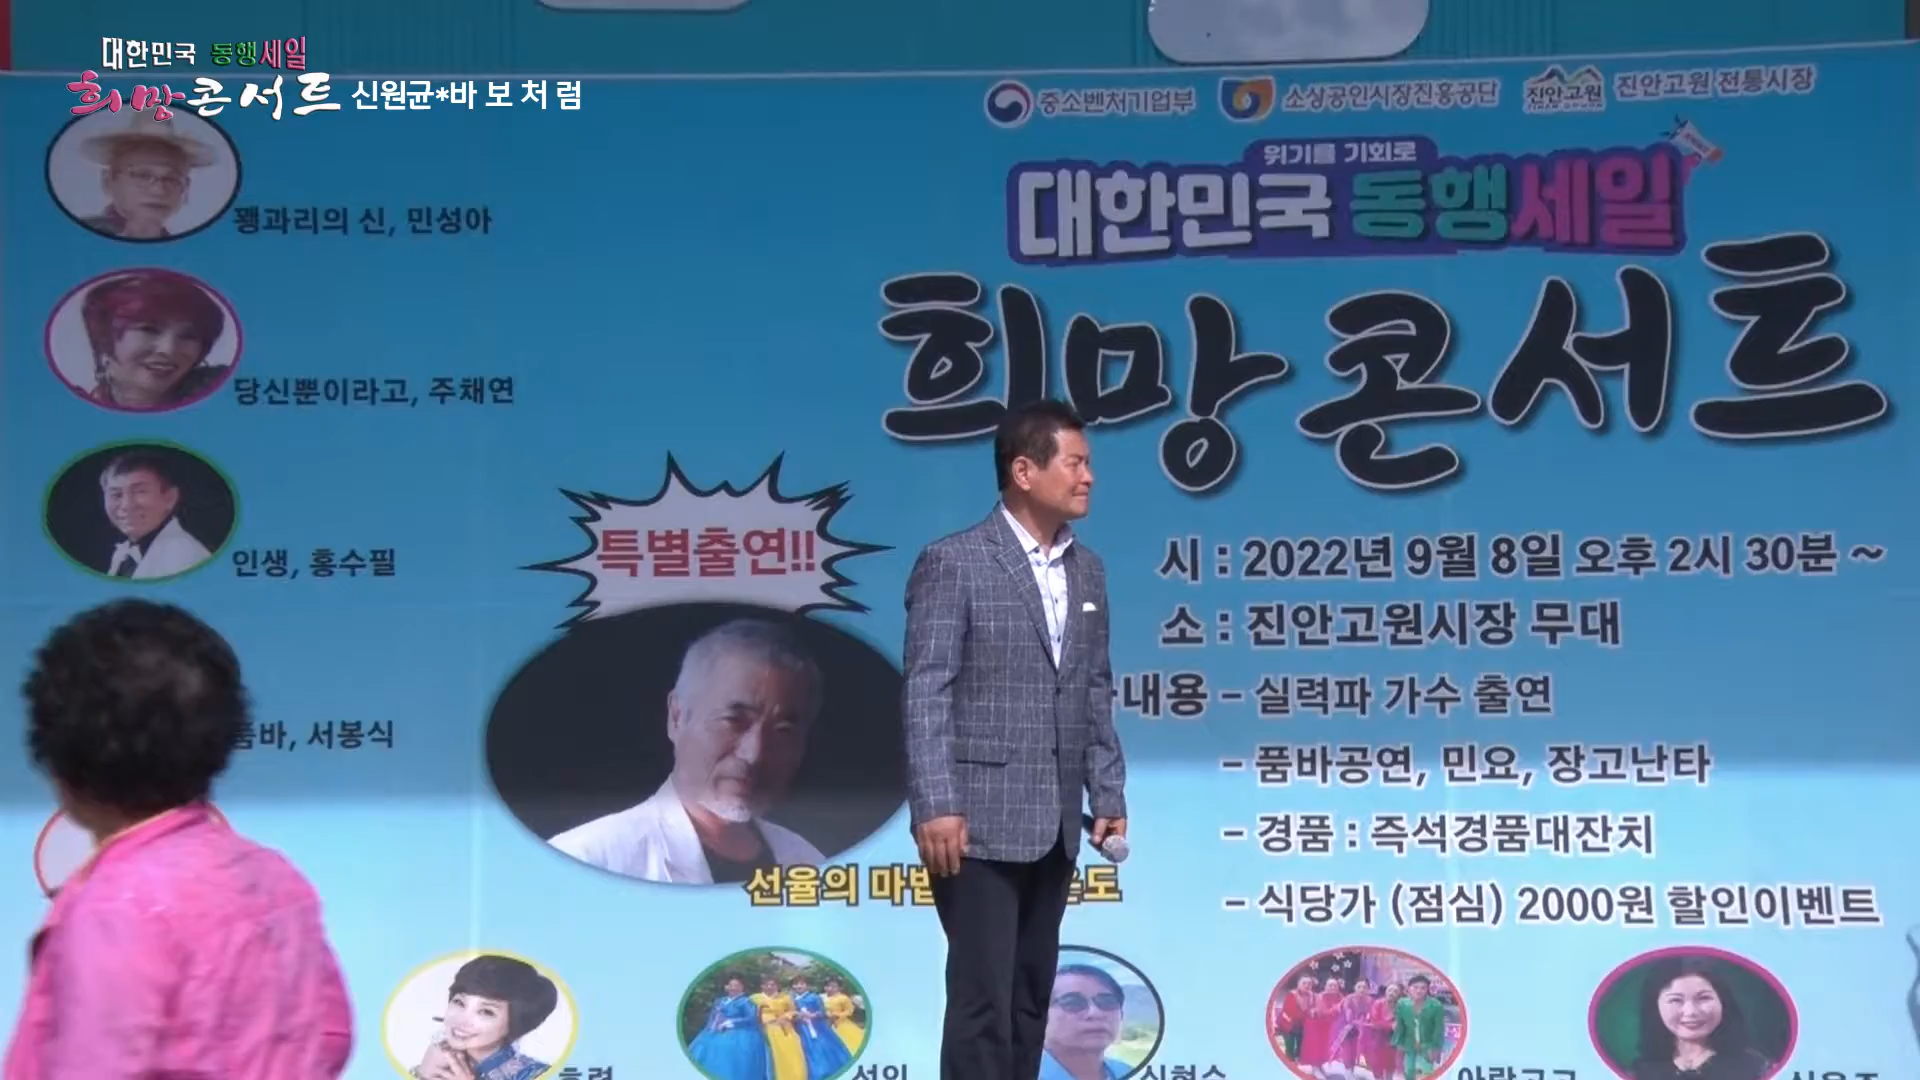 대한민국 동행세일
희망콘서트 신원균*바 보 처 럼
중소벤처기업부 소상공인시장진흥공단 진안고원 진안고원 전통시장
위기를 기회로
대한민국 동행세일
희망콘서트
꽹과리의 신, 민성아
당신뿐이라고, 주채연
인생, 홍수필
품바, 서봉식
특별출연!!
선율의 마법
시 : 2022년 9월 8일 오후 2시 30분 ~
소 : 진안고원시장 무대
내용 - 실력파 가수 출연
- 품바공연, 민요, 장고난타
- 경품 : 즉석경품대잔치
- 식당가 (점심) 2000원 할인이벤트